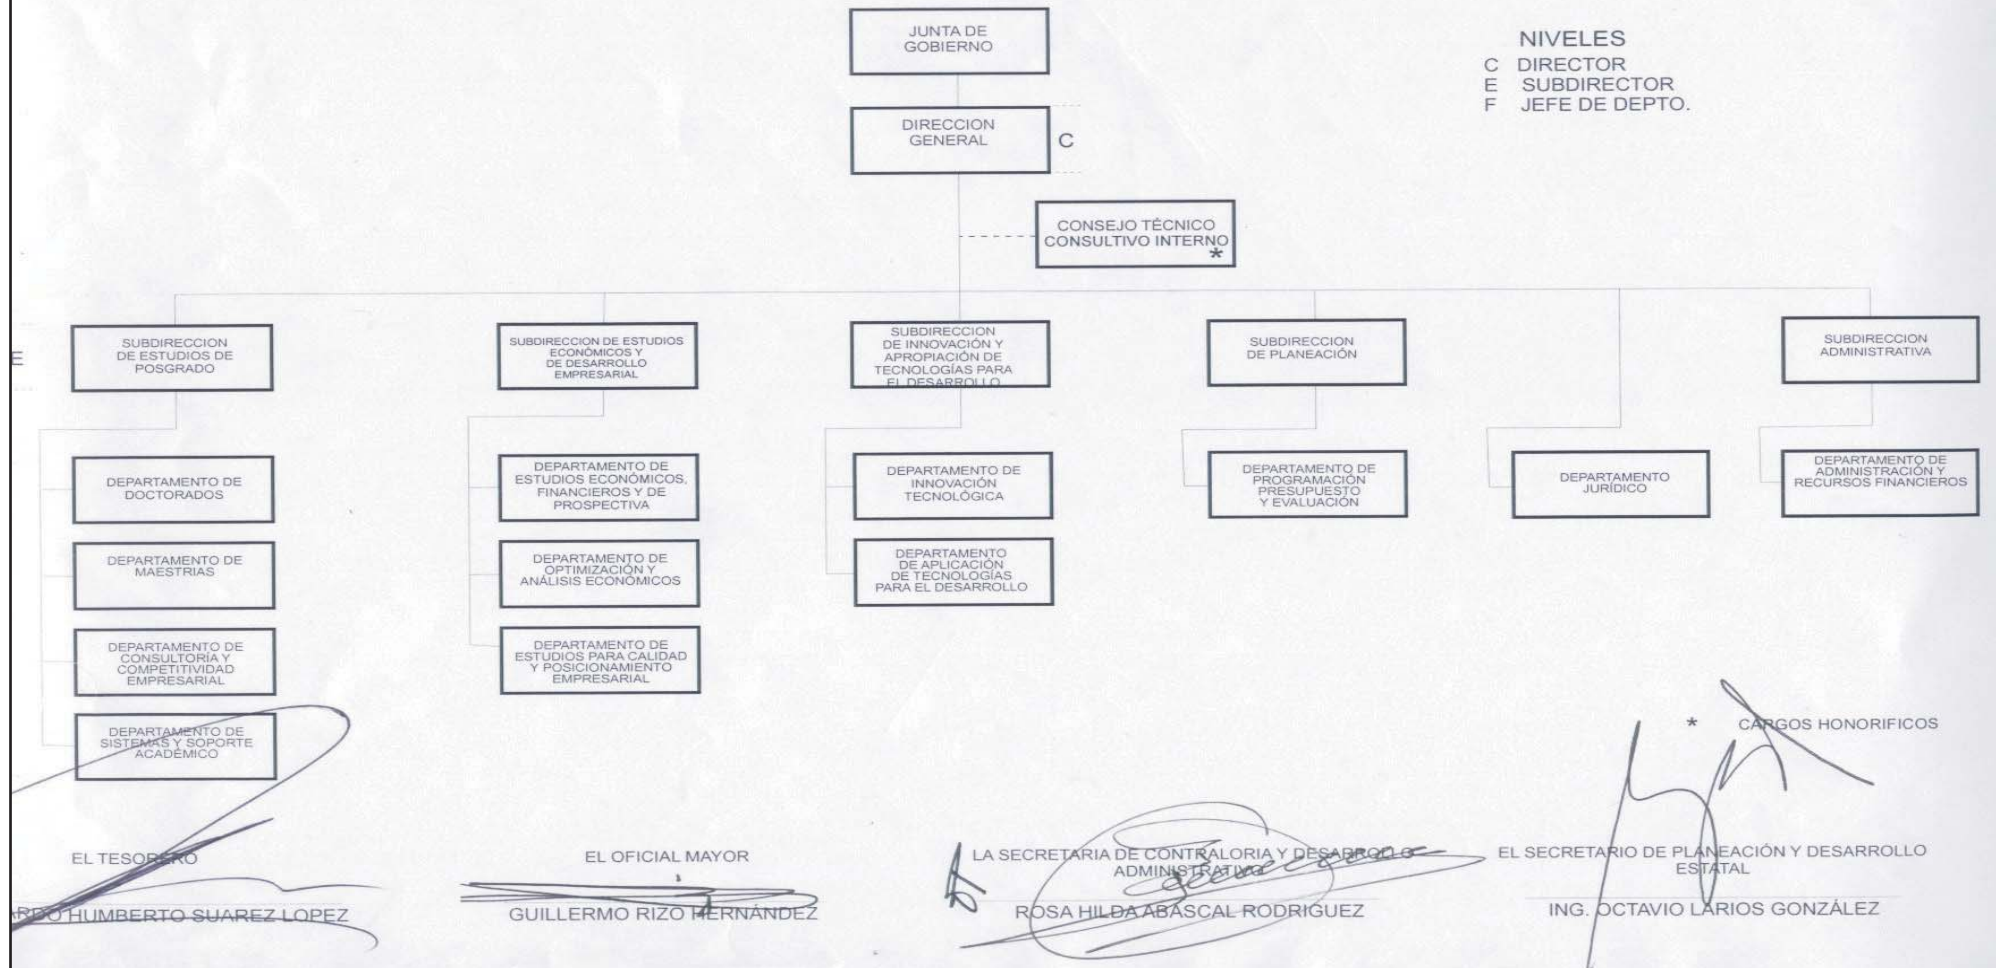 JUNTA DE
GOBIERNO
NIVELES
C DIRECTOR
E SUBDIRECTOR
F JEFE DE DEPTO.
DIRECCION
GENERAL
C
CONSEJO TÉCNICO
CONSULTIVO INTERNO
*
E
SUBDIRECCION
DE ESTUDIOS DE
POSGRADO
SUBDIRECCION DE ESTUDIOS
ECONÓMICOS Y
DE DESARROLLO
EMPRESARIAL
SUBDIRECCION
DE INNOVACIÓN Y
APROPIACIÓN DE
TECNOLOGÍAS PARA
EL DESARROLLO
SUBDIRECCION
DE PLANEACIÓN
SUBDIRECCION
ADMINISTRATIVA
DEPARTAMENTO DE
DOCTORADOS
DEPARTAMENTO DE
ESTUDIOS ECONÓMICOS,
FINANCIEROS Y DE
PROSPECTIVA
DEPARTAMENTO DE
INNOVACIÓN
TECNOLÓGICA
DEPARTAMENTO DE
PROGRAMACIÓN
PRESUPUESTO
Y EVALUACIÓN
DEPARTAMENTO
JURÍDICO
DEPARTAMENTO DE
ADMINISTRACIÓN Y
RECURSOS FINANCIEROS
DEPARTAMENTO DE
MAESTRIAS
DEPARTAMENTO DE
OPTIMIZACIÓN Y
ANÁLISIS ECONÓMICOS
DEPARTAMENTO
DE APLICACIÓN
DE TECNOLOGÍAS
PARA EL DESARROLLO
DEPARTAMENTO DE
CONSULTORÍA Y
COMPETITIVIDAD
EMPRESARIAL
DEPARTAMENTO DE
ESTUDIOS PARA CALIDAD
Y POSICIONAMIENTO
EMPRESARIAL
DEPARTAMENTO DE
SISTEMAS Y SOPORTE
ACADÉMICO
* CARGOS HONORIFICOS
EL TESORERO
HUMBERTO SUAREZ LOPEZ
EL OFICIAL MAYOR
GUILLERMO RIZO HERNÁNDEZ
LA SECRETARIA DE CONTRALORIA Y DESARROLLO
ADMINISTRATIVO
ROSA HILDA ABASCAL RODRIGUEZ
EL SECRETARIO DE PLANEACIÓN Y DESARROLLO
ESTATAL
ING. OCTAVIO LARIOS GONZÁLEZ